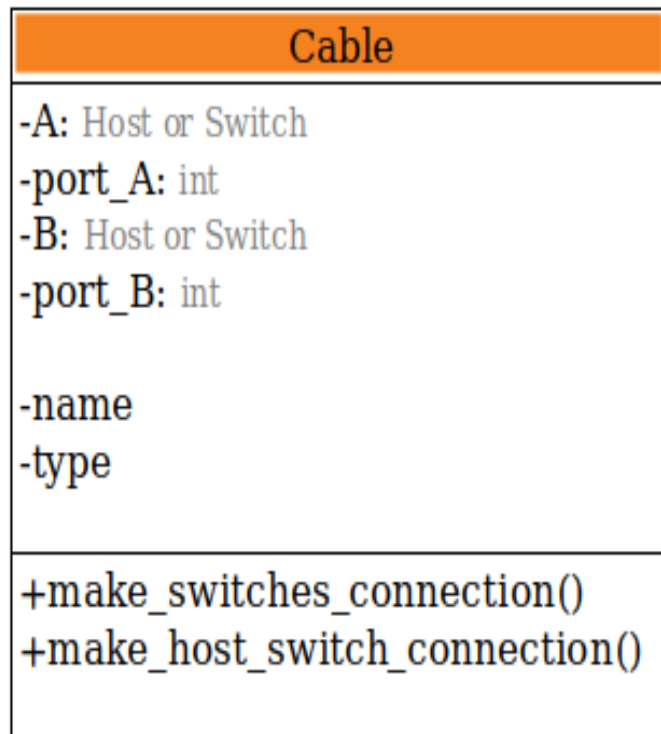 Cable
-A: Host or Switch
-port_A: int
-B: Host or Switch
-port_B: int
-name
-type
+make_switches_connection()
+make_host_switch_connection()